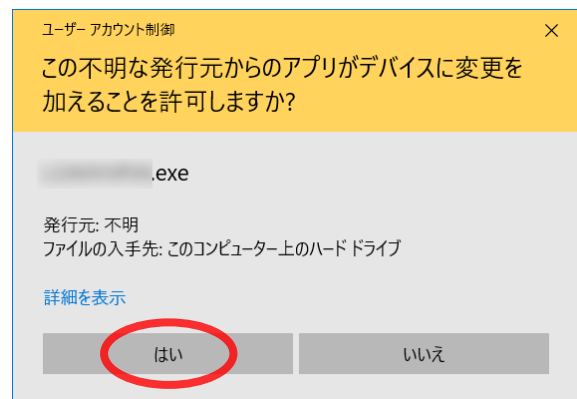 ユーザー アカウント制御
この不明な発行元からのアプリがデバイスに変更を
加えることを許可しますか?
.exe
発行元: 不明
ファイルの入手先: このコンピューター上のハード ドライブ
詳細を表示
はい
いいえ